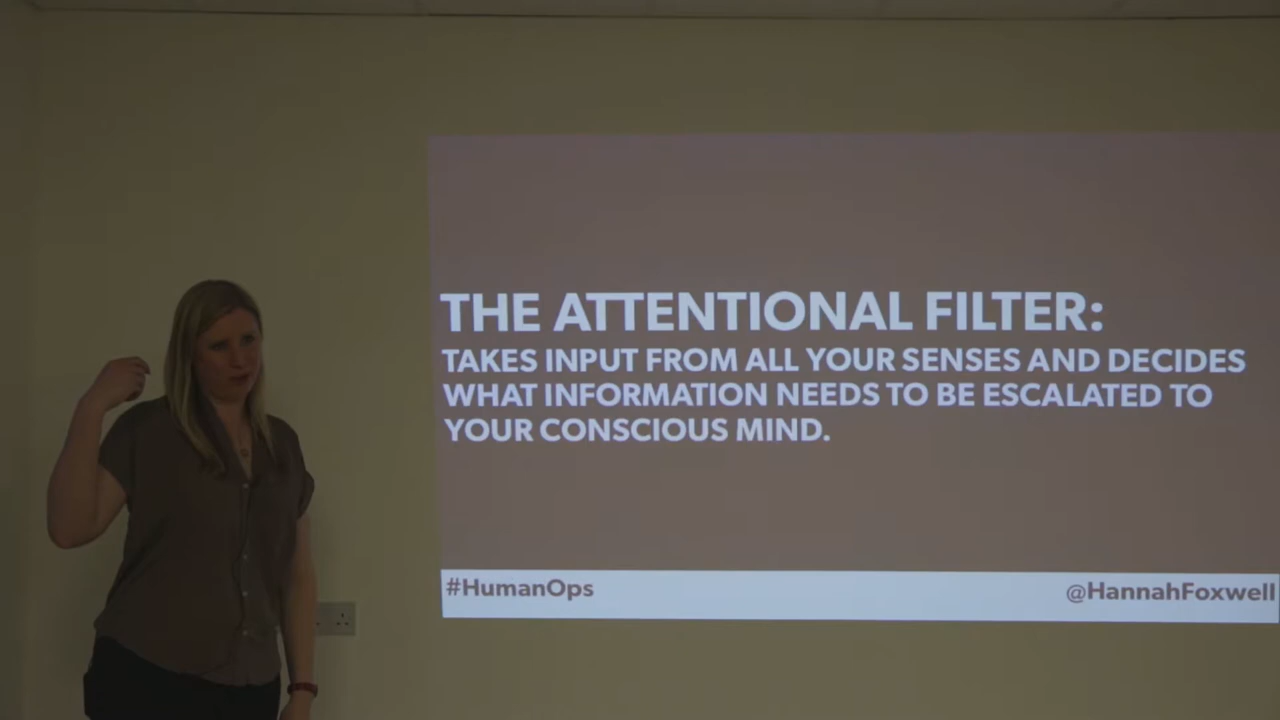 THE ATTENTIONAL FILTER:
TAKES INPUT FROM ALL YOUR SENSES AND DECIDES
WHAT INFORMATION NEEDS TO BE ESCALATED TO
YOUR CONSCIOUS MIND.
#HumanOps
@HannahFoxwell